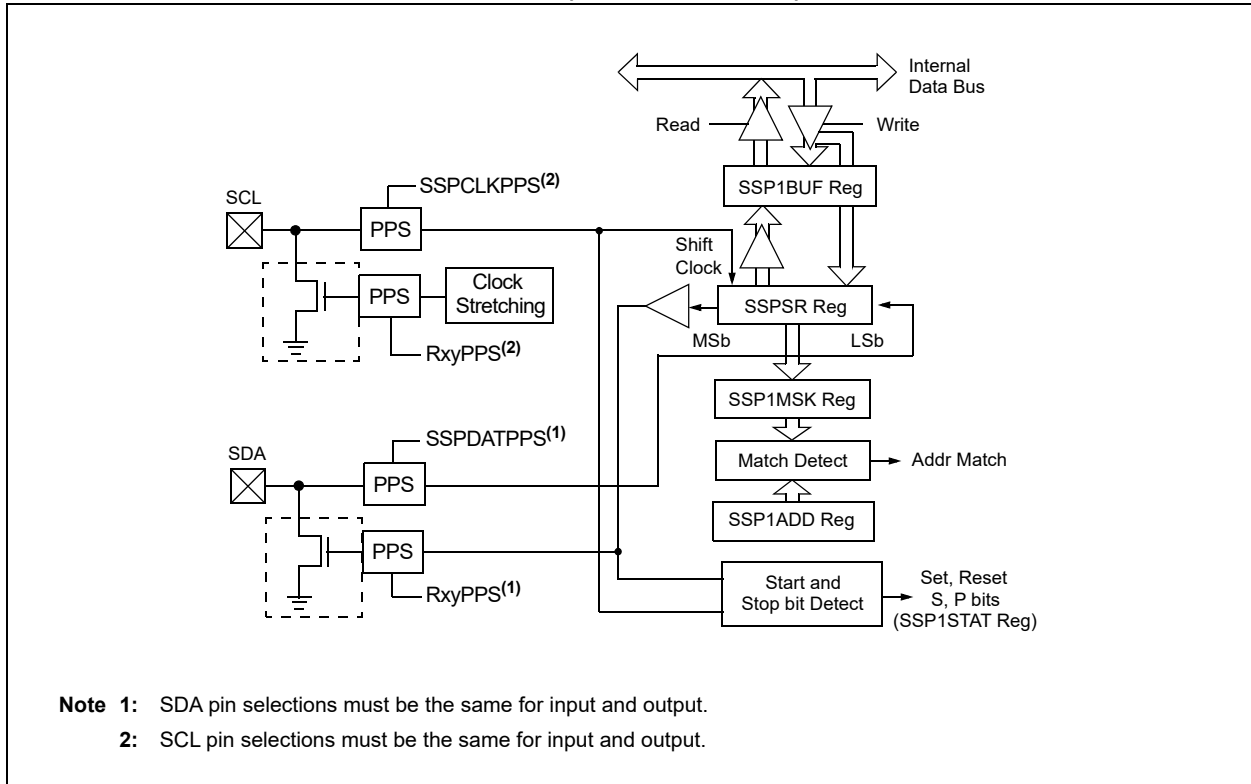 Internal
Data Bus
Read
Write
SSP1BUF Reg
SSPCLKPPS(2)
SCL
PPS
Shift
Clock
PPS
Clock
Stretching
SSPSR Reg
MSb
LSb
RxyPPS(2)
SSP1MSK Reg
SSPDATPPS(1)
SDA
Match Detect
Addr Match
PPS
SSP1ADD Reg
PPS
Start and
Stop bit Detect
Set, Reset
S, P bits
(SSP1STAT Reg)
RxyPPS(1)
Note 1: SDA pin selections must be the same for input and output.
2: SCL pin selections must be the same for input and output.